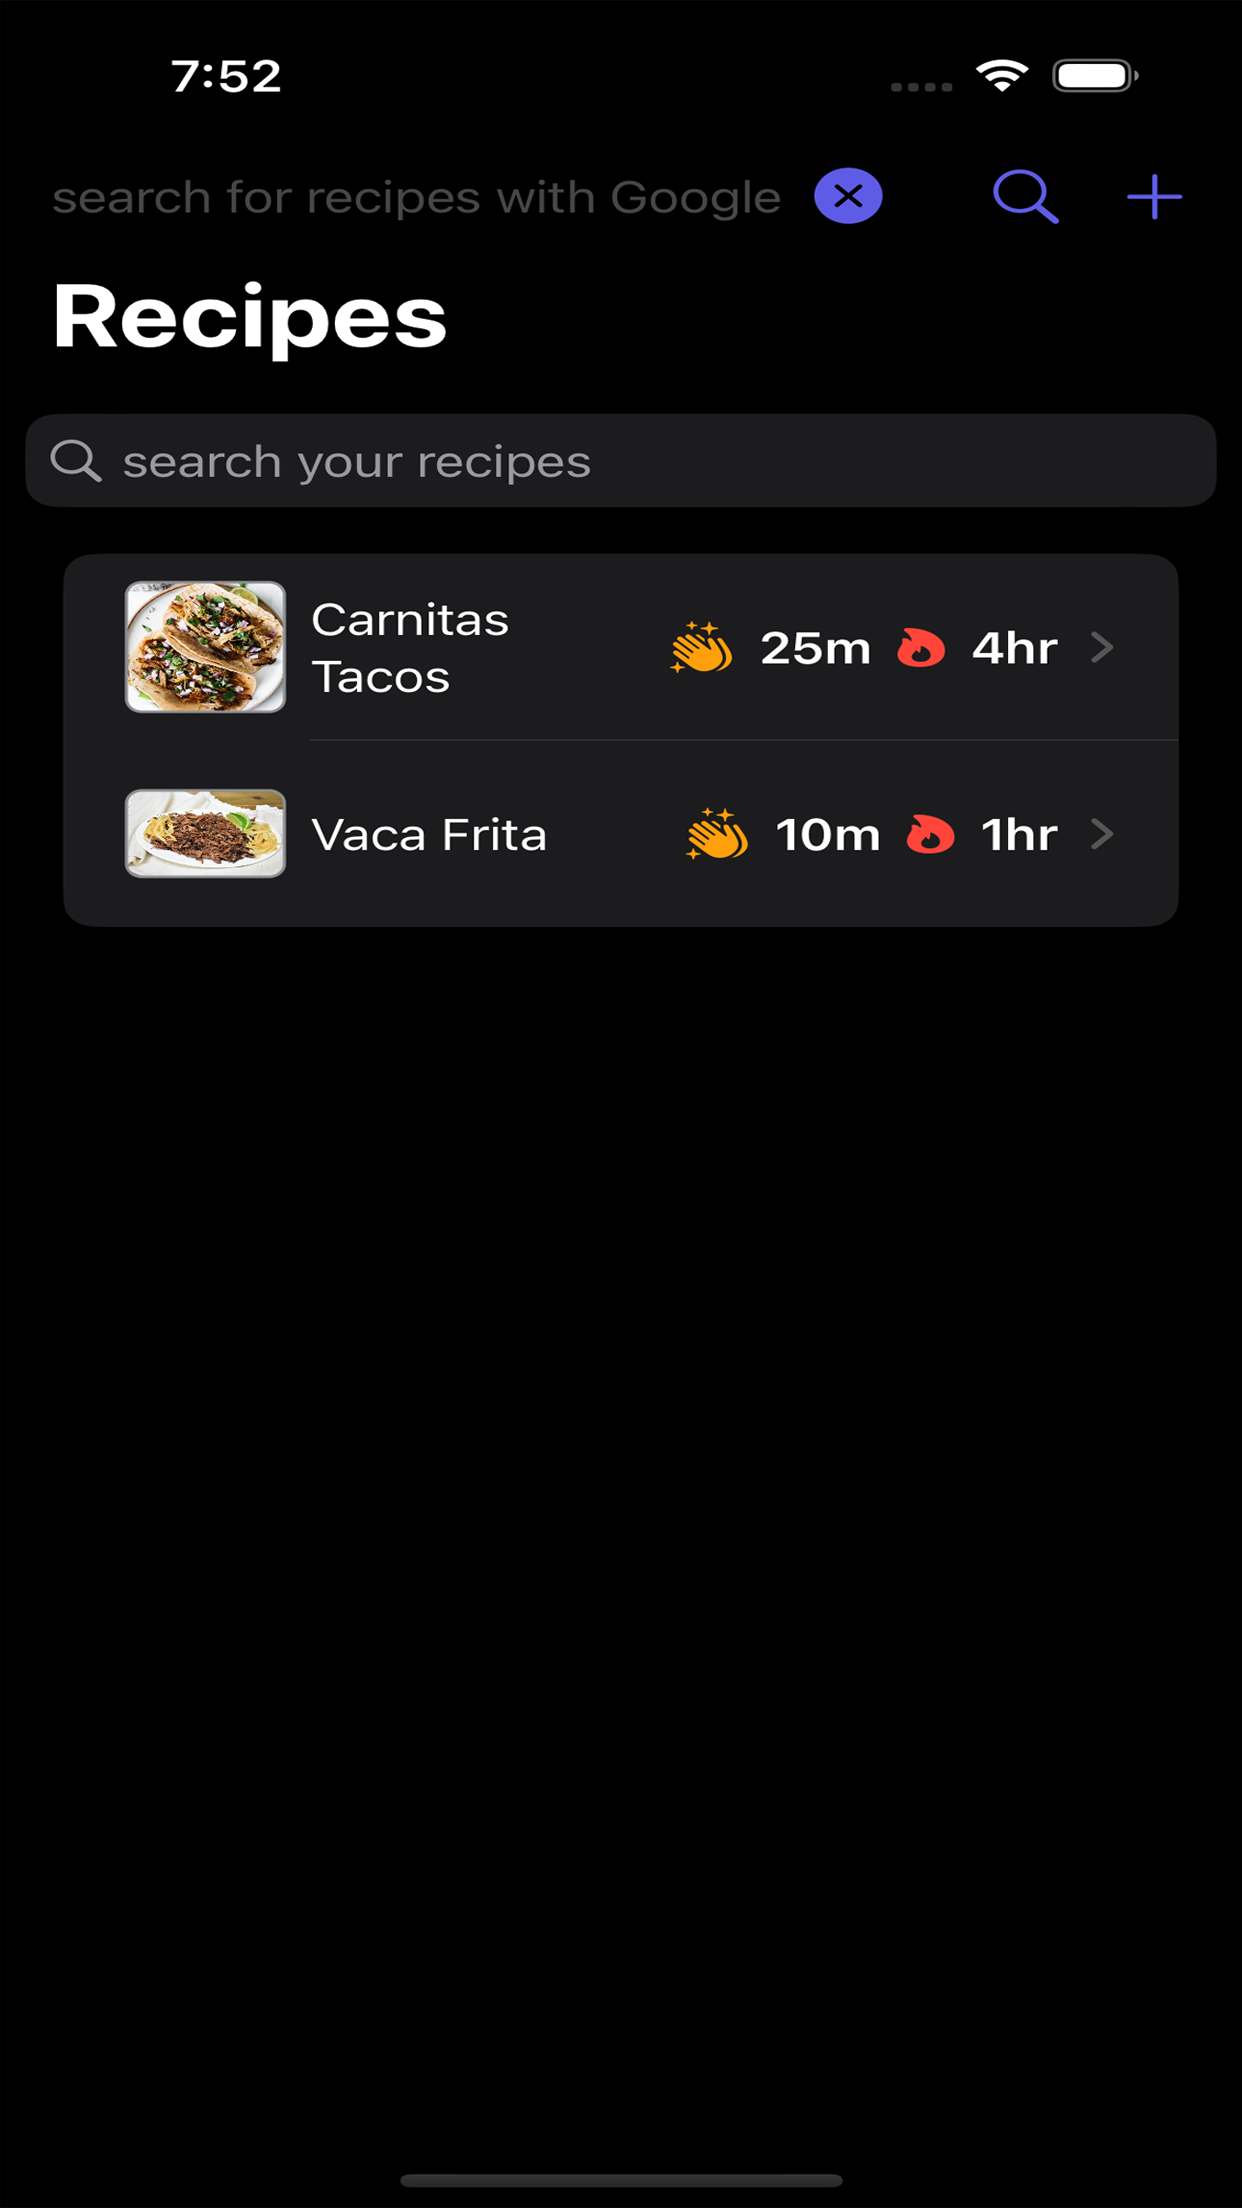 7:52
search for recipes with Google
Recipes
search your recipes
Carnitas
Tacos
25m
4hr
Vaca Frita
10m
1hr